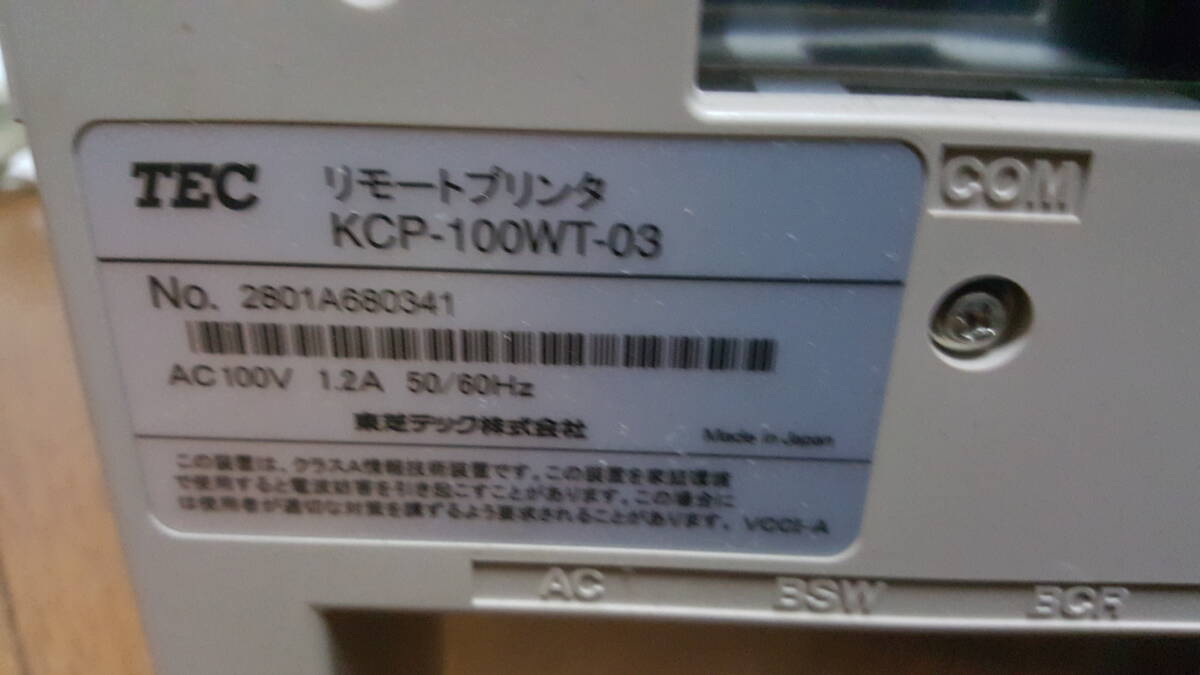 TEC リモートプリンタ
KCP-100WT-03
COM
No. 2801A680341
AC100V 1.2A 50/60Hz
東芝テック株式会社 Made in Japan
この装置は、クラスA情報技術装置です。この装置を家庭環境
で使用すると電波妨害を引き起こすことがあります。この場合に
は使用者が適切な対策を講ずるよう要求されることがあります。 VCCI-A
AC BSW BCR